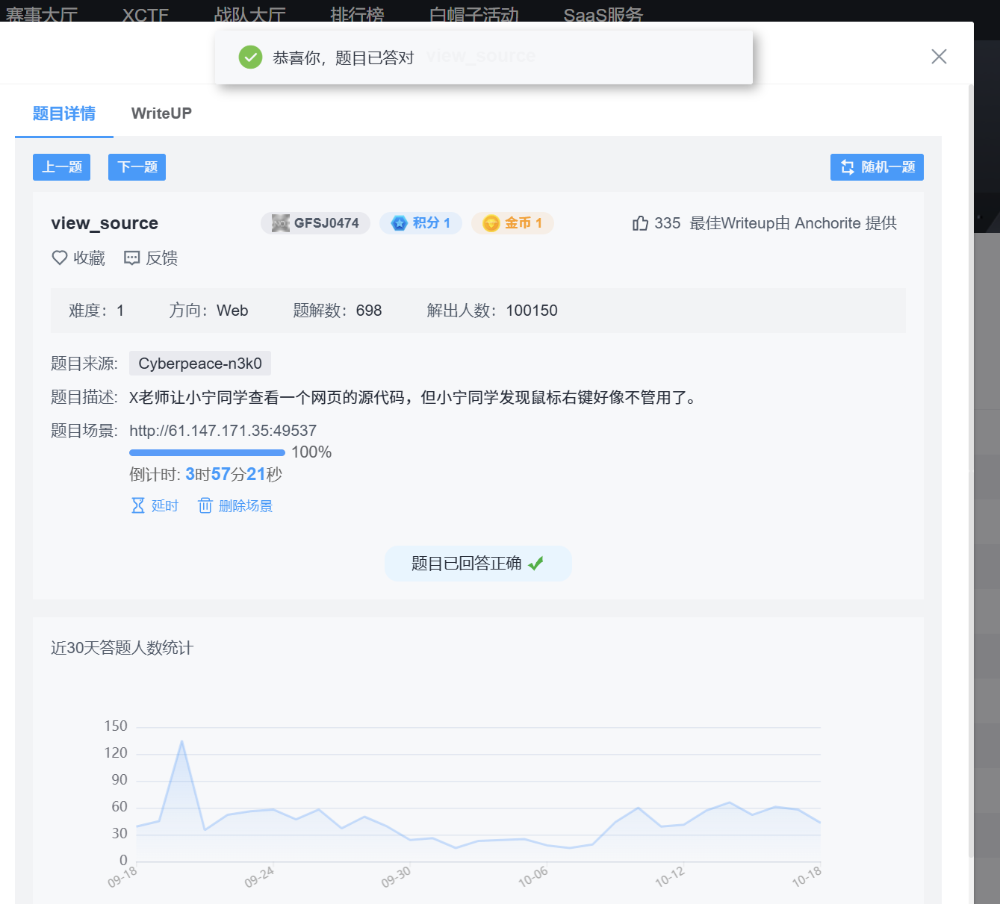 赛事大厅 XCTF 战队大厅 排行榜 白帽子活动 SaaS服务
恭喜你，题目已答对 view_source
题目详情 WriteUP
上一题 下一题 随机一题
view_source GFSJ0474 积分 1 金币 1 335 最佳Writeup由 Anchorite 提供
收藏 反馈
难度：1 方向：Web 题解数：698 解出人数：100150
题目来源: Cyberpeace-n3k0
题目描述: X老师让小宁同学查看一个网页的源代码，但小宁同学发现鼠标右键好像不管用了。
题目场景: http://61.147.171.35:49537
100%
倒计时: 3时57分21秒
延时 删除场景
题目已回答正确
近30天答题人数统计
150
120
90
60
30
0
09-18 09-24 09-30 10-06 10-12 10-18